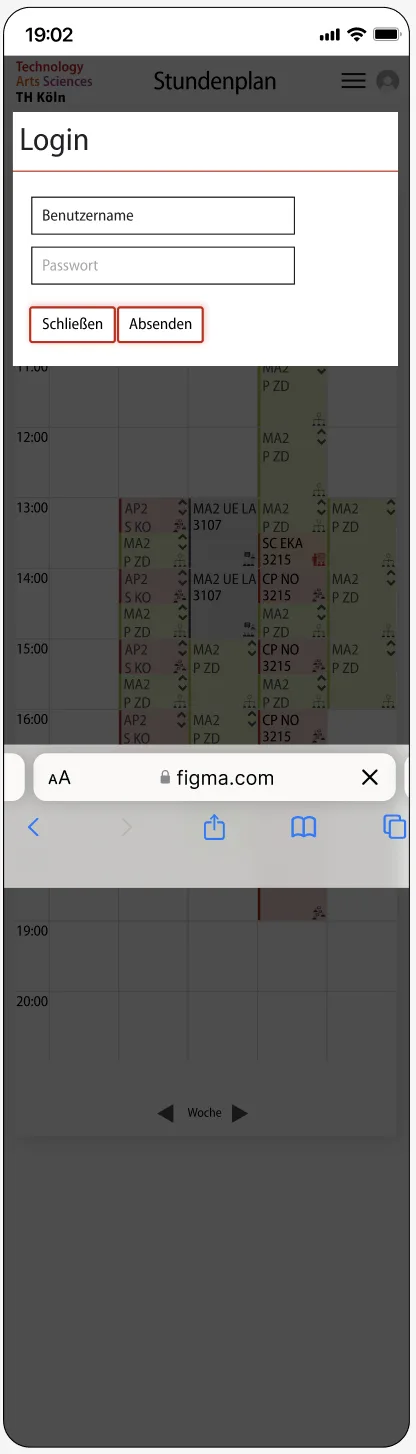 19:02
Technology
Arts Sciences
TH Köln
Stundenplan
Login
Benutzername
Passwort
Schließen Absenden
11:00 MA2
P ZD
12:00 MA2
P ZD
13:00 AP2 MA2 UE LA MA2 MA2
S KO 3107 P ZD P ZD
MA2 SC EKA
P ZD 3215
14:00 AP2 MA2 UE LA CP NO MA2
S KO 3107 3215 P ZD
MA2 MA2
P ZD P ZD
15:00 AP2 MA2 CP NO MA2
S KO P ZD 3215 P ZD
MA2 MA2
P ZD P ZD
16:00 AP2 MA2 CP NO
S KO P ZD 3215
AA figma.com
19:00
20:00
Woche